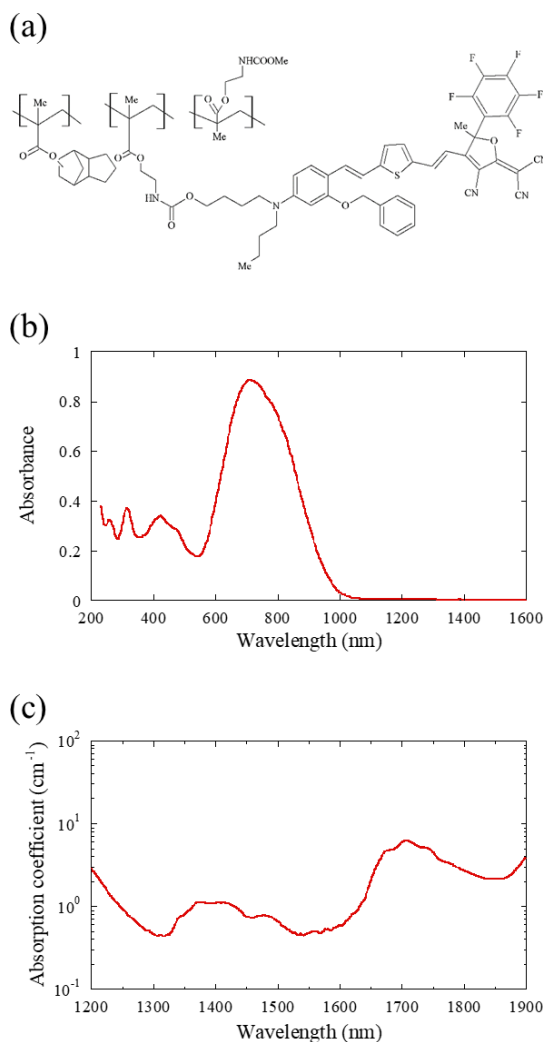 (a)
NHCOOMe
F
F F
Me O
F F
Me Me
Me
O
O O O O
Me
S
CN
CN CN
HN O
O
N
O
Me
(b)
1
0.8
0.6
0.4
0.2
0
Absorbance
200 400 600 800 1000 1200 1400 1600
Wavelength (nm)
(c)
10²
10¹
10⁰
10⁻¹
Absorption coefficient (cm⁻¹)
1200 1300 1400 1500 1600 1700 1800 1900
Wavelength (nm)